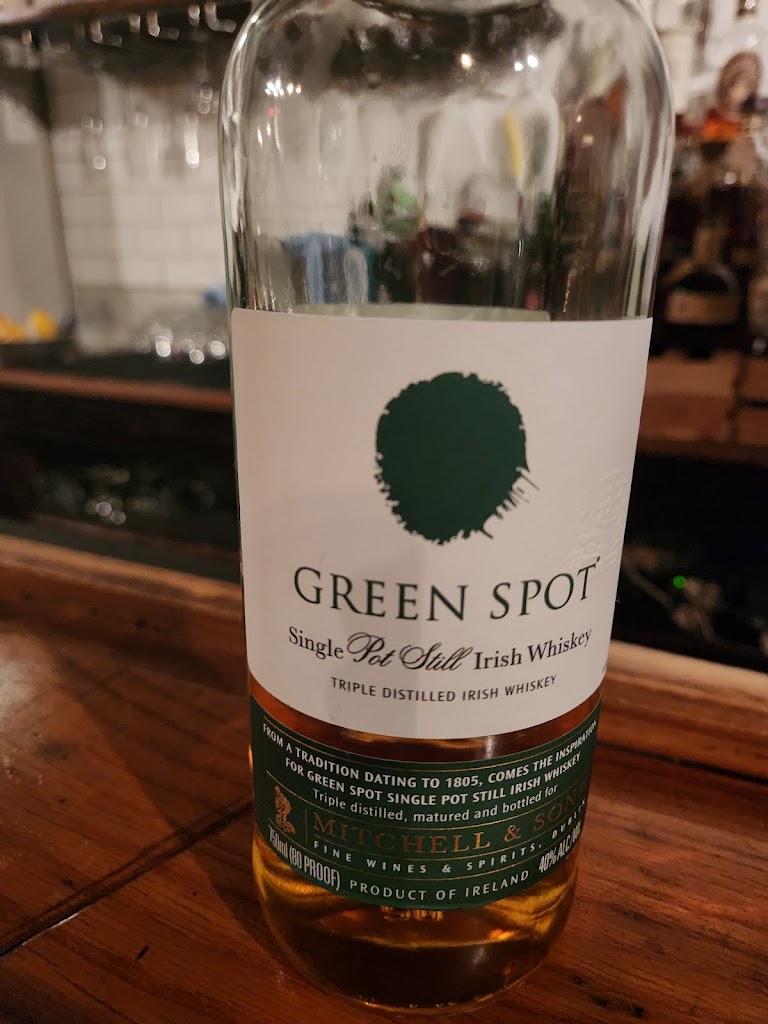 GREEN SPOT
Single Pot Still Irish Whiskey
TRIPLE DISTILLED IRISH WHISKEY
FROM A TRADITION DATING TO 1805, COMES THE INSPIRATION
FOR GREEN SPOT SINGLE POT STILL IRISH WHISKEY
Triple distilled, matured and bottled for
MITCHELL & SON
FINE WINES & SPIRITS, DUBLIN
750ml (80 PROOF) PRODUCT OF IRELAND 40% ALC/VOL